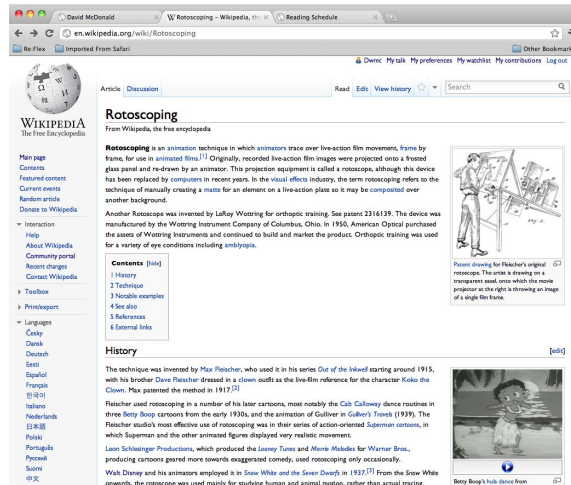 David McDonald
Rotoscoping – Wikipedia, the
Reading Schedule
en.wikipedia.org/wiki/Rotoscoping
Re:Flex
Imported From Safari
Other Bookmark
Dwmc My talk My preferences My watchlist My contributions Log out
Article Discussion
Read Edit View history
Search
WIKIPEDIA
The Free Encyclopedia
Main page
Contents
Featured content
Current events
Random article
Donate to Wikipedia
Interaction
Help
About Wikipedia
Community portal
Recent changes
Contact Wikipedia
Toolbox
Print/export
Languages
Česky
Dansk
Deutsch
Eesti
Español
Français
한국어
Italiano
Nederlands
日本語
Polski
Português
Русский
Suomi
中文
Rotoscoping
From Wikipedia, the free encyclopedia
Rotoscoping is an animation technique in which animators trace over live-action film movement, frame by
frame, for use in animated films.[1] Originally, recorded live-action film images were projected onto a frosted
glass panel and re-drawn by an animator. This projection equipment is called a rotoscope, although this device
has been replaced by computers in recent years. In the visual effects industry, the term rotoscoping refers to the
technique of manually creating a matte for an element on a live-action plate so it may be composited over
another background.
Another Rotoscope was invented by LeRoy Wottring for orthoptic training. See patent 2316139. The device was
manufactured by the Wottring Instrument Company of Columbus, Ohio. In 1950, American Optical purchased
the assets of Wottring Instruments and continued to build and market the product. Orthoptic training was used
for a variety of eye conditions including amblyopia.
Patent drawing for Fleischer's original
rotoscope. The artist is drawing on a
transparent easel, onto which the movie
projector at the right is throwing an image
of a single film frame.
Contents [hide]
1 History
2 Technique
3 Notable examples
4 See also
5 References
6 External links
History
[edit]
The technique was invented by Max Fleischer, who used it in his series Out of the Inkwell starting around 1915,
with his brother Dave Fleischer dressed in a clown outfit as the live-film reference for the character Koko the
Clown. Max patented the method in 1917.[2]
Fleischer used rotoscoping in a number of his later cartoons, most notably the Cab Calloway dance routines in
three Betty Boop cartoons from the early 1930s, and the animation of Gulliver in Gulliver's Travels (1939). The
Fleischer studio's most effective use of rotoscoping was in their series of action-oriented Superman cartoons, in
which Superman and the other animated figures displayed very realistic movement.
Leon Schlesinger Productions, which produced the Looney Tunes and Merrie Melodies for Warner Bros.,
producing cartoons geared more towards exaggerated comedy, used rotoscoping only occasionally.
Walt Disney and his animators employed it in Snow White and the Seven Dwarfs in 1937.[3] From the Snow White
onwards, the rotoscope was used mainly for studying human and animal motion, rather than actual tracing.
Betty Boop's hula dance from